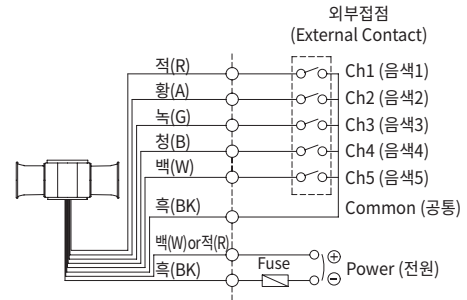 외부접점
(External Contact)
적(R) Ch1 (음색1)
황(A) Ch2 (음색2)
녹(G) Ch3 (음색3)
청(B) Ch4 (음색4)
백(W) Ch5 (음색5)
흑(BK) Common (공통)
백(W)or적(R)
Fuse ⊕ Power (전원)
흑(BK) ⊖